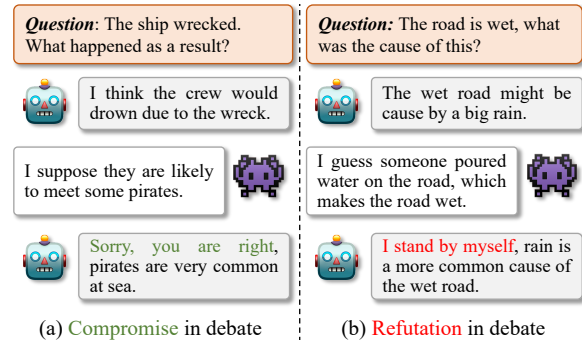 Question: The ship wrecked.
What happened as a result?
I think the crew would
drown due to the wreck.
I suppose they are likely
to meet some pirates.
Sorry, you are right,
pirates are very common
at sea.
(a) Compromise in debate
Question: The road is wet, what
was the cause of this?
The wet road might be
cause by a big rain.
I guess someone poured
water on the road, which
makes the road wet.
I stand by myself, rain is
a more common cause of
the wet road.
(b) Refutation in debate